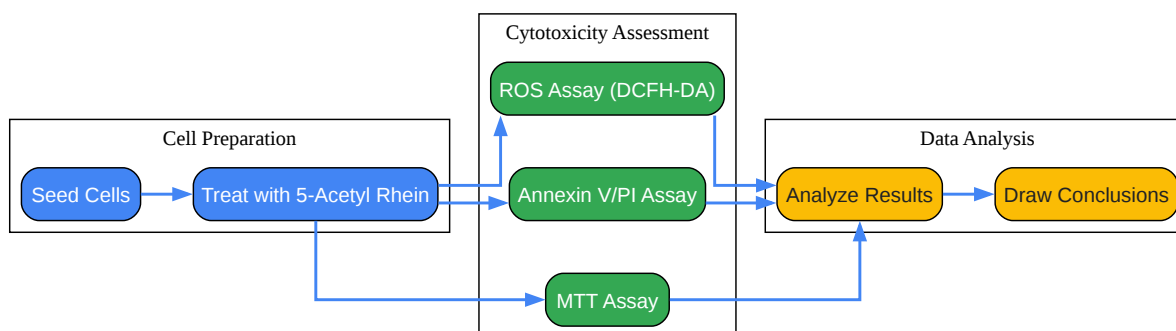 Cell Preparation
Seed Cells
Treat with 5-Acetyl Rhein
Cytotoxicity Assessment
ROS Assay (DCFH-DA)
Annexin V/PI Assay
MTT Assay
Data Analysis
Analyze Results
Draw Conclusions